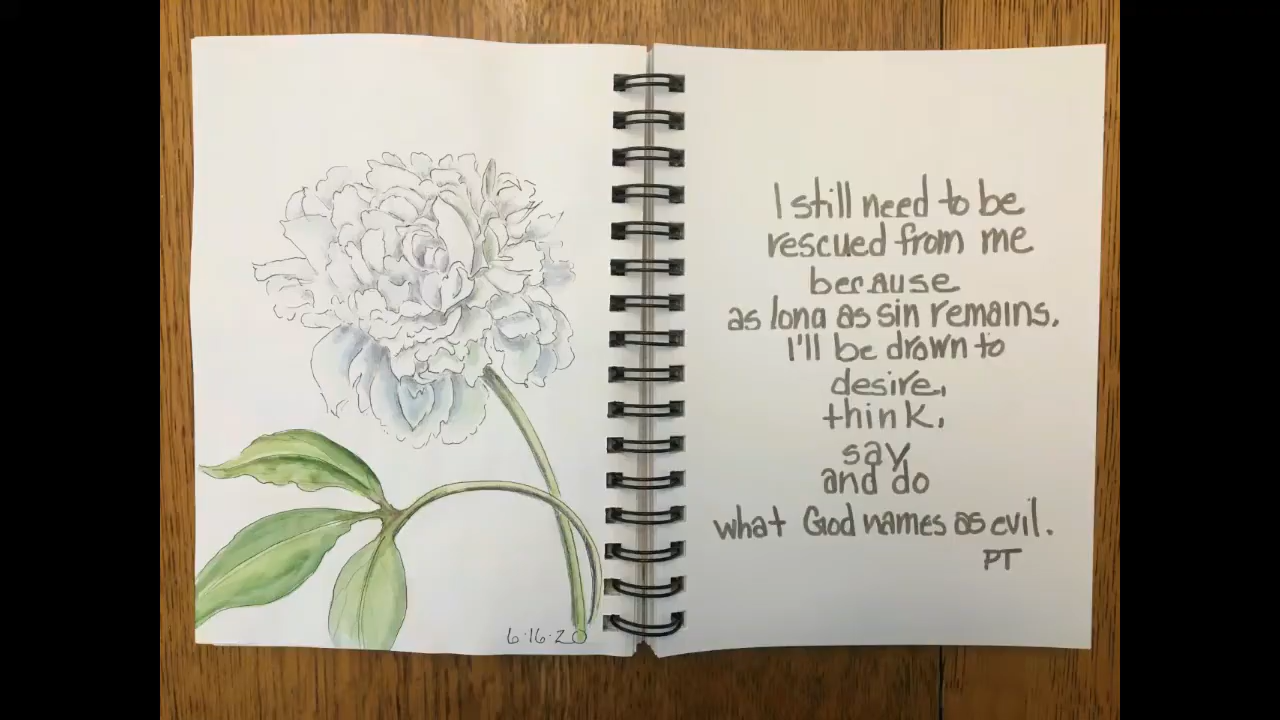 6.16.20
I still need to be
rescued from me
because
as long as sin remains,
I'll be drawn to
desire,
think,
say
and do
what God names as evil.
PT